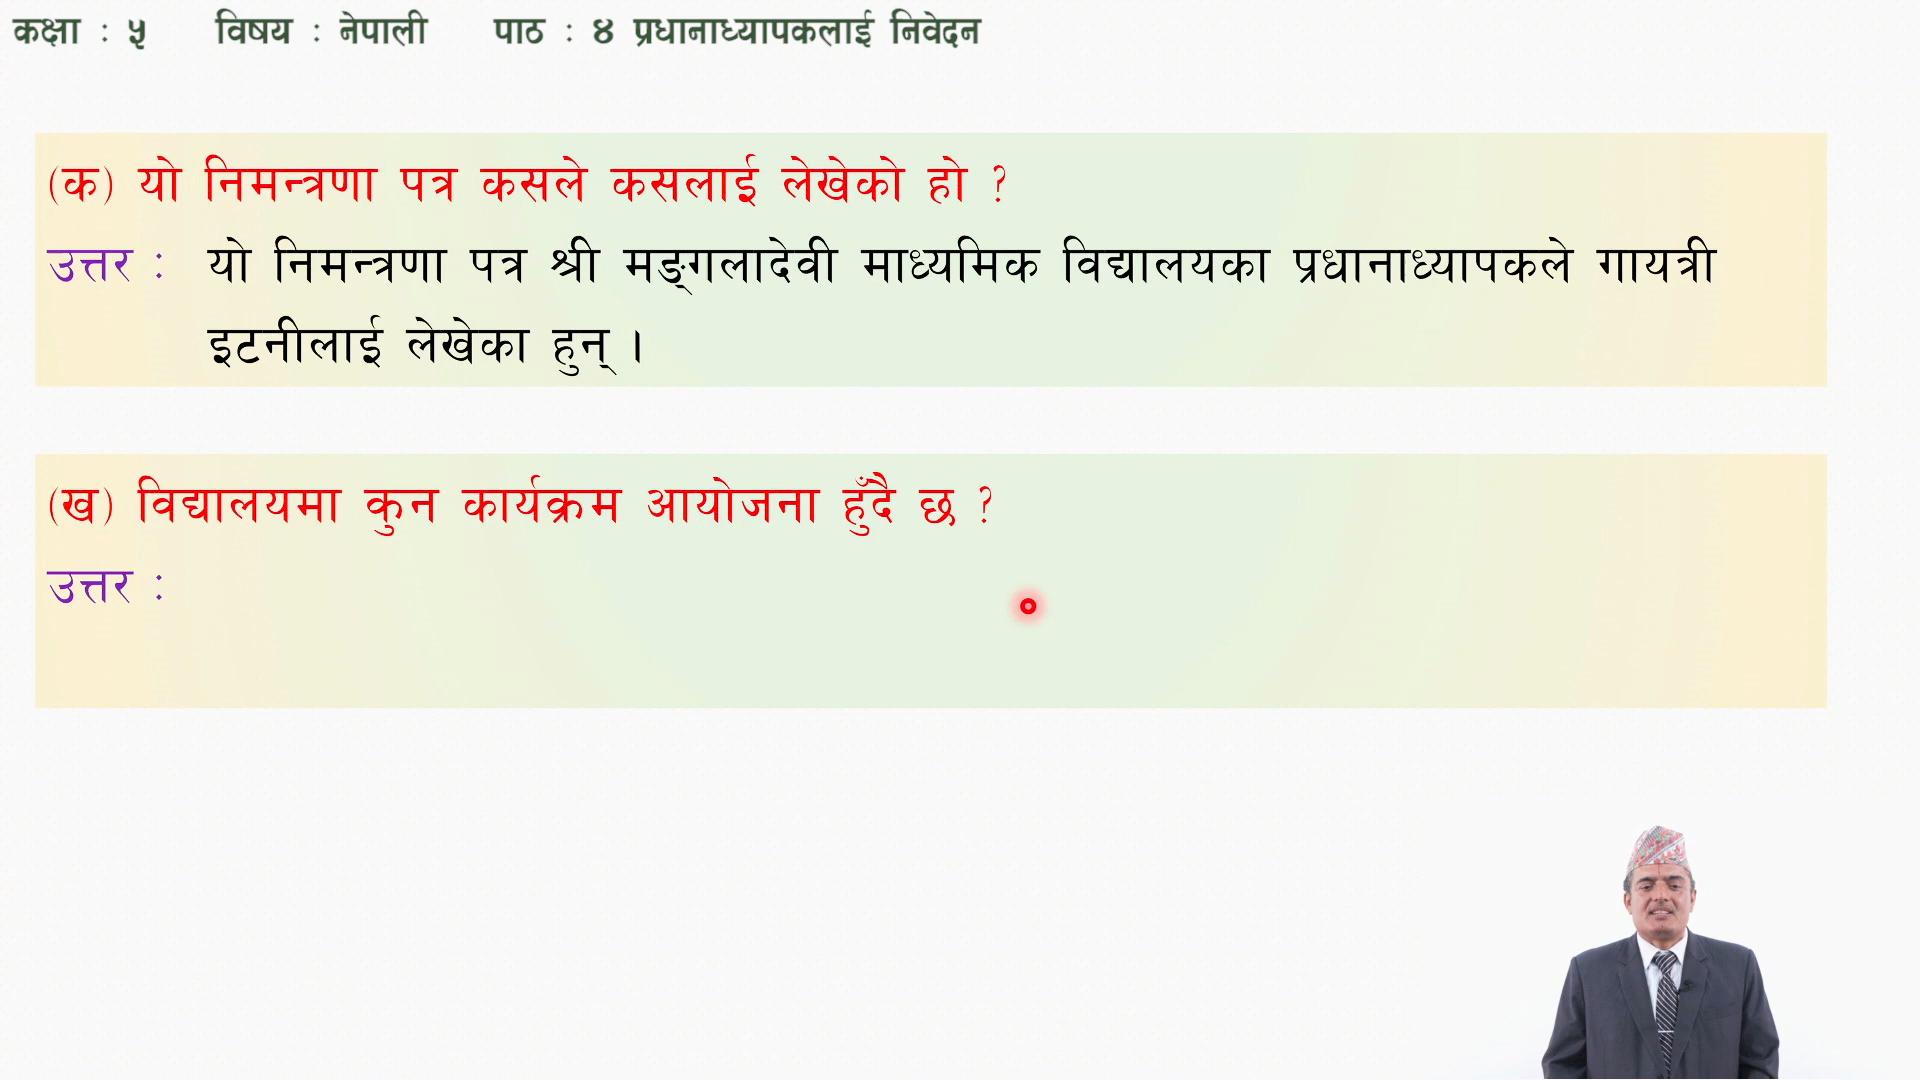 कक्षा : ५ विषय : नेपाली पाठ : ४ प्रधानाध्यापकलाई निवेदन
(क) यो निमन्त्रणा पत्र कसले कसलाई लेखेको हो ?
उत्तर : यो निमन्त्रणा पत्र श्री मङ्गलादेवी माध्यमिक विद्यालयका प्रधानाध्यापकले गायत्री
इटनीलाई लेखेका हुन् ।
(ख) विद्यालयमा कुन कार्यक्रम आयोजना हुँदै छ ?
उत्तर :